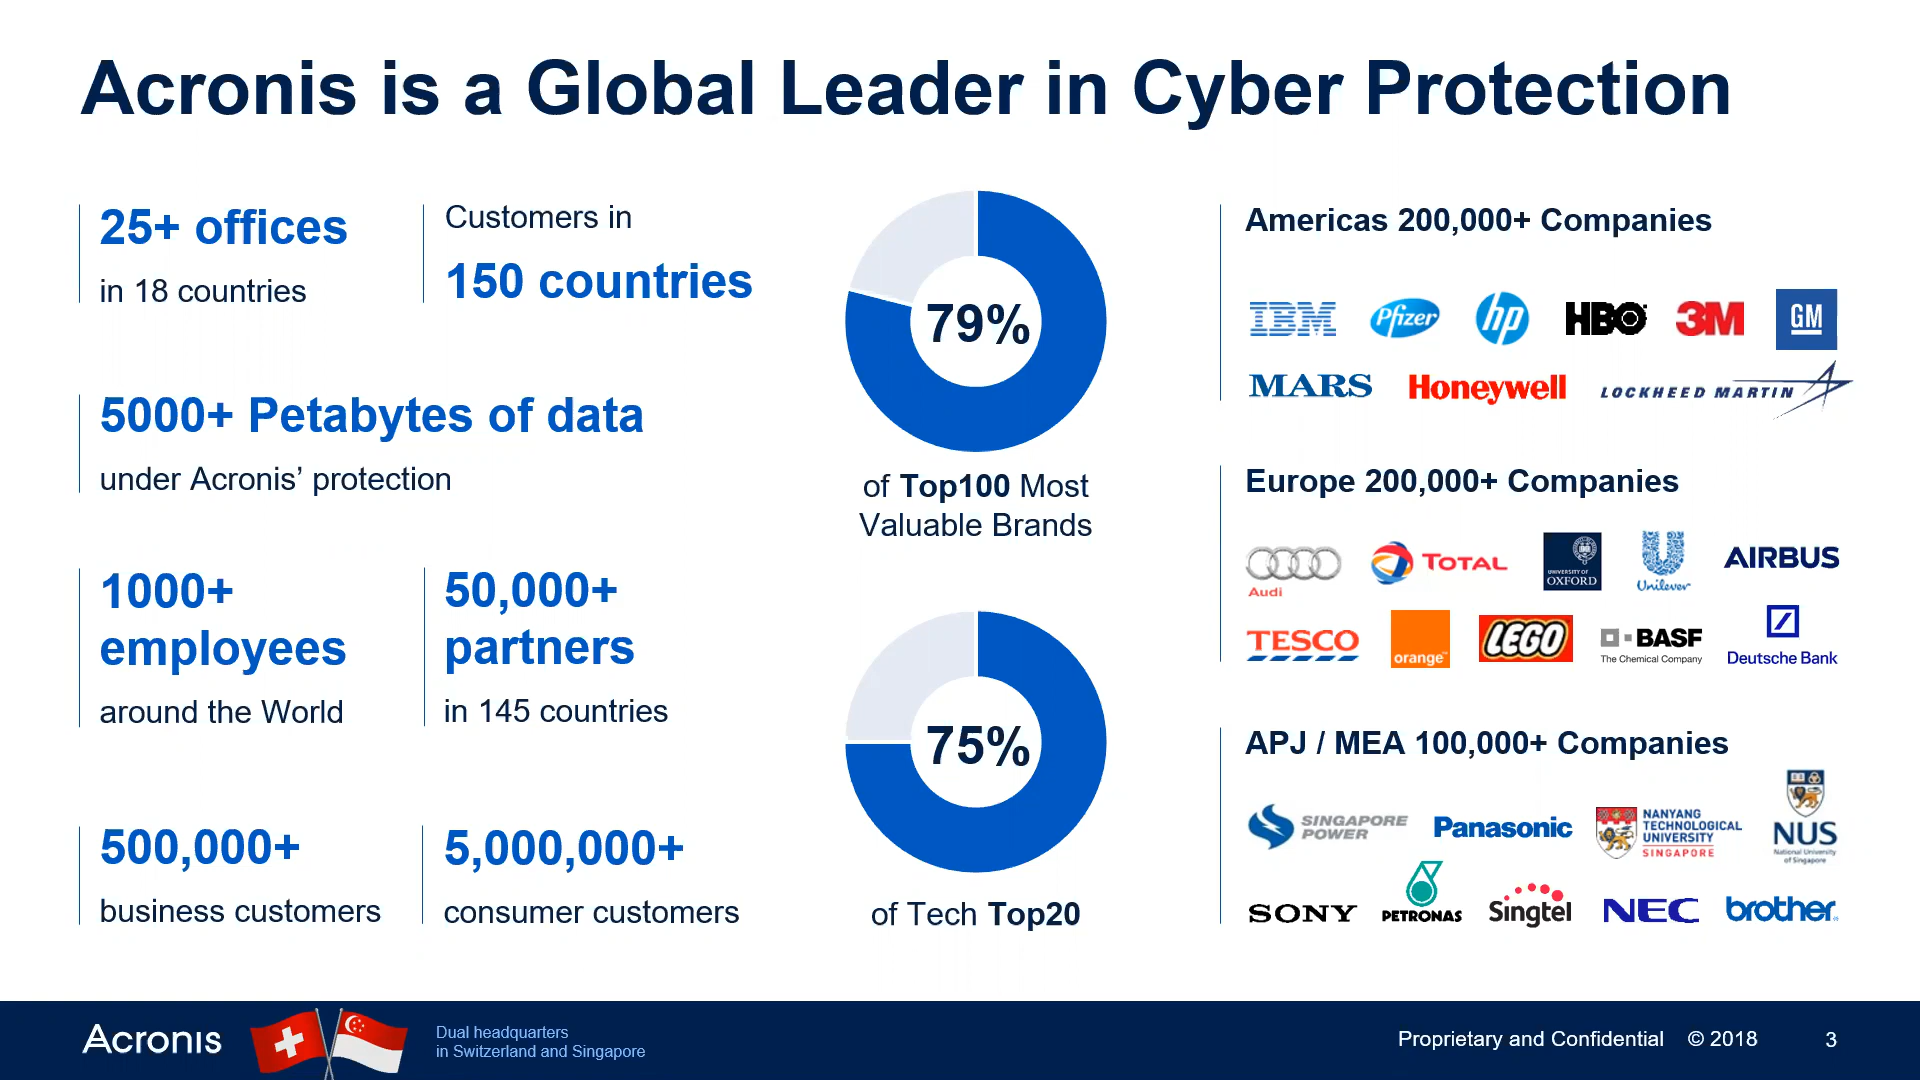 Acronis is a Global Leader in Cyber Protection
25+ offices
in 18 countries
Customers in
150 countries
5000+ Petabytes of data
under Acronis’ protection
1000+
employees
around the World
50,000+
partners
in 145 countries
500,000+
business customers
5,000,000+
consumer customers
79%
of Top100 Most
Valuable Brands
75%
of Tech Top20
Americas 200,000+ Companies
IBM
Pfizer
hp
HBO
3M
GM
MARS
Honeywell
LOCKHEED MARTIN
Europe 200,000+ Companies
Audi
TOTAL
UNIVERSITY OF
OXFORD
Unilever
AIRBUS
TESCO
orange™
LEGO
BASF
The Chemical Company
Deutsche Bank
APJ / MEA 100,000+ Companies
SINGAPORE
POWER
Panasonic
NANYANG
TECHNOLOGICAL
UNIVERSITY
SINGAPORE
NUS
National University
of Singapore
SONY
PETRONAS
Singtel
NEC
brother
Acronis
Dual headquarters
in Switzerland and Singapore
Proprietary and Confidential © 2018 3